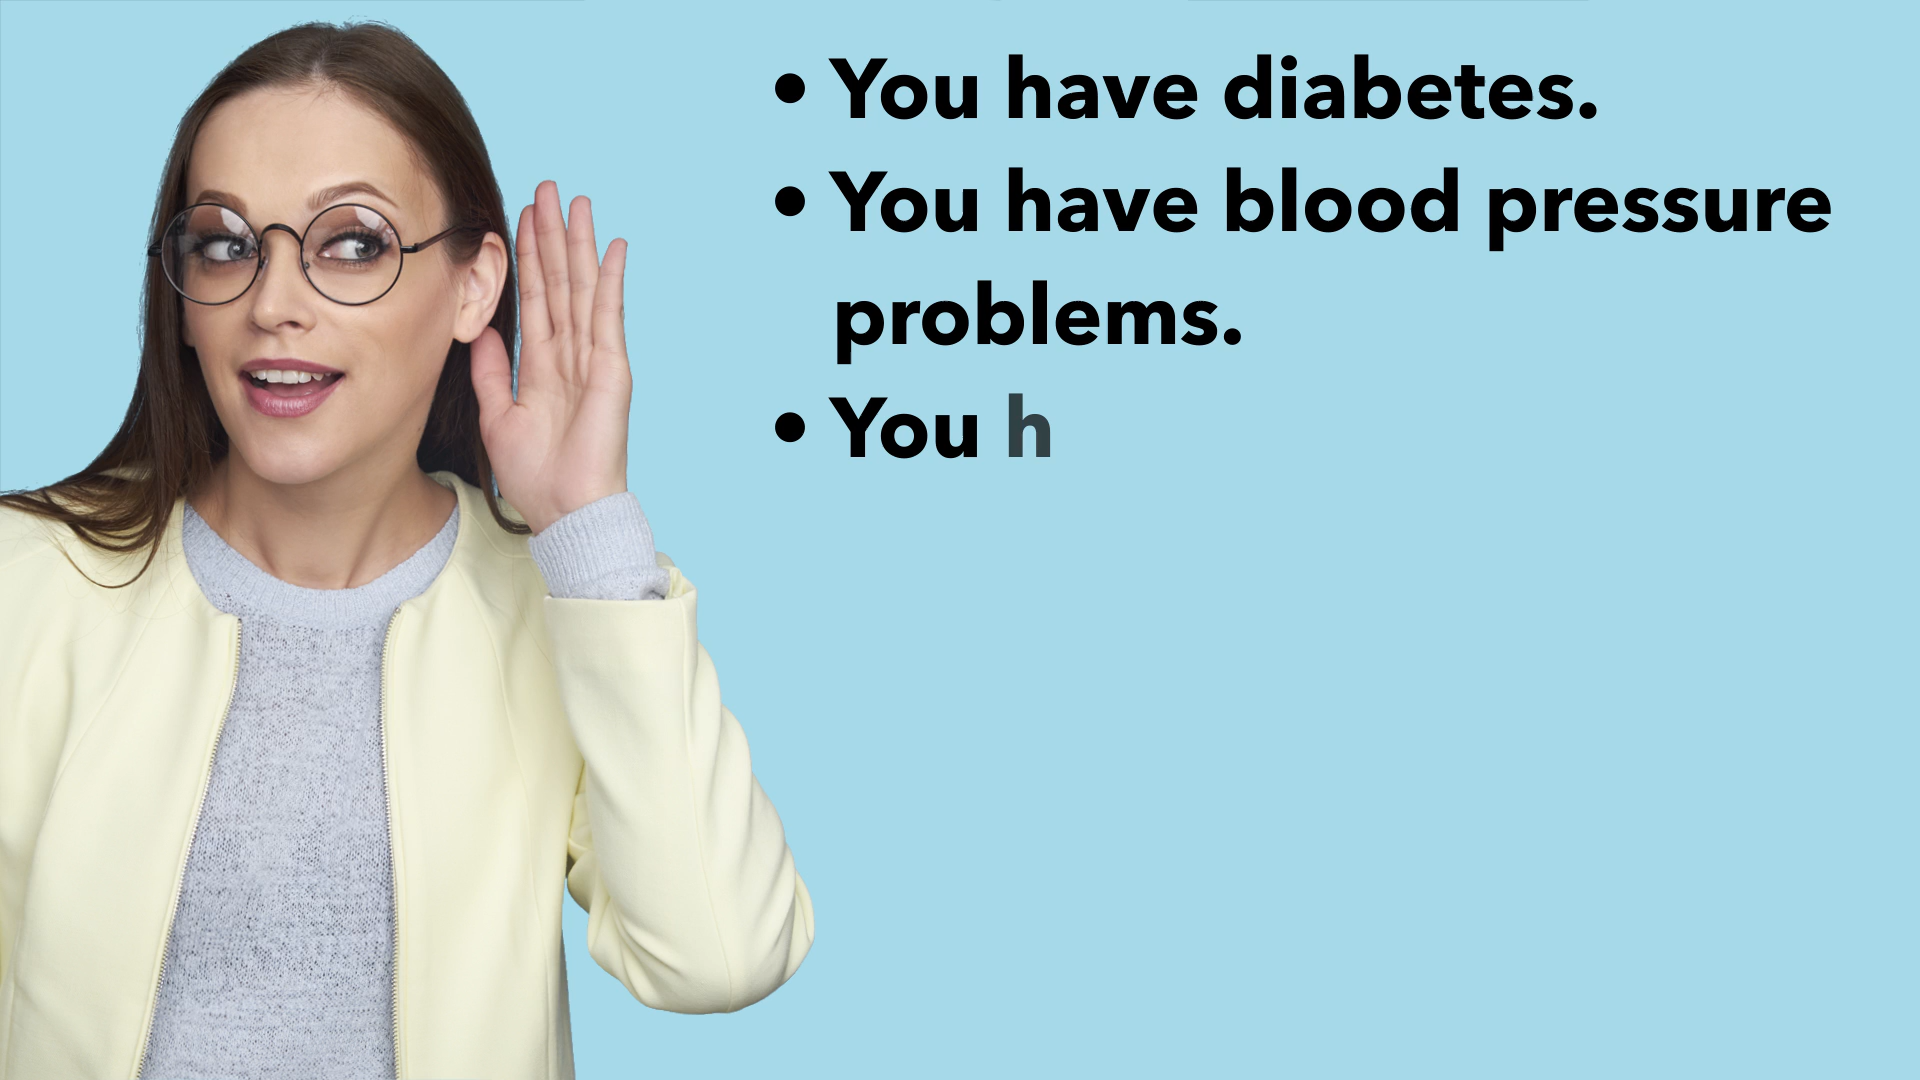 • You have diabetes.
• You have blood pressure
problems.
• You h